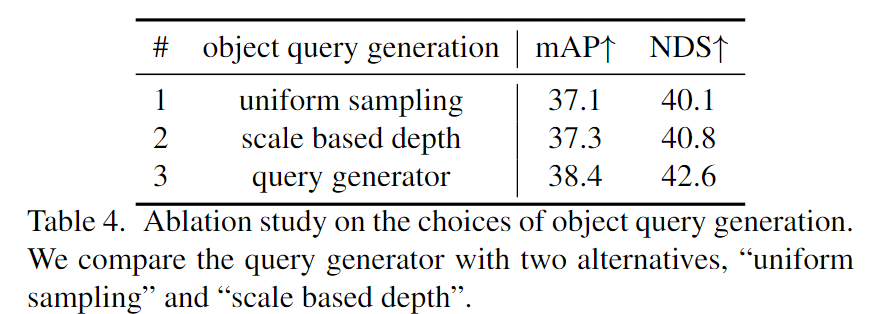 # object query generation mAP↑ NDS↑
1 uniform sampling 37.1 40.1
2 scale based depth 37.3 40.8
3 query generator 38.4 42.6
Table 4. Ablation study on the choices of object query generation.
We compare the query generator with two alternatives, “uniform
sampling” and “scale based depth”.